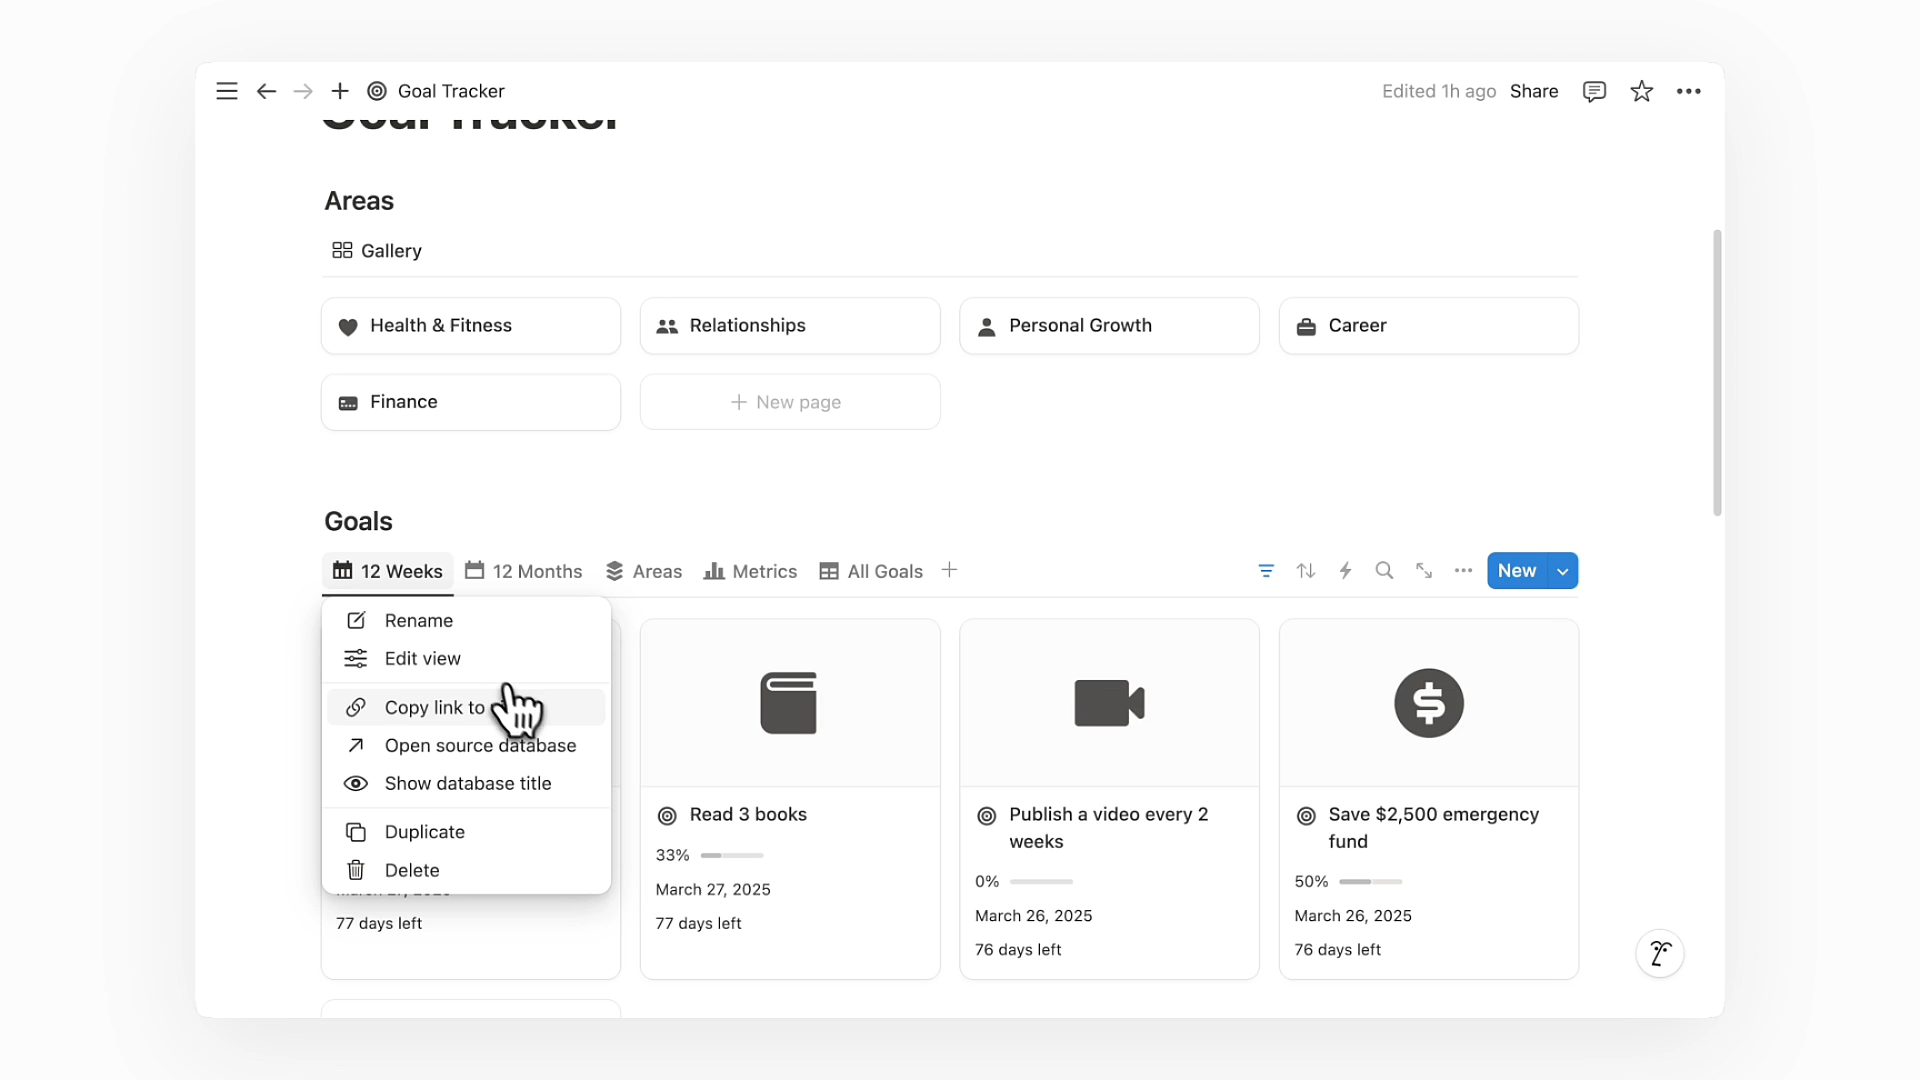 Goal Tracker
Edited 1h ago
Share
Goal Tracker
Areas
Gallery
Health & Fitness
Relationships
Personal Growth
Career
Finance
New page
Goals
12 Weeks
12 Months
Areas
Metrics
All Goals
New
Rename
Edit view
Copy link to
Open source database
Show database title
Duplicate
Delete
77 days left
Read 3 books
33%
March 27, 2025
77 days left
Publish a video every 2
weeks
0%
March 26, 2025
76 days left
Save $2,500 emergency
fund
50%
March 26, 2025
76 days left